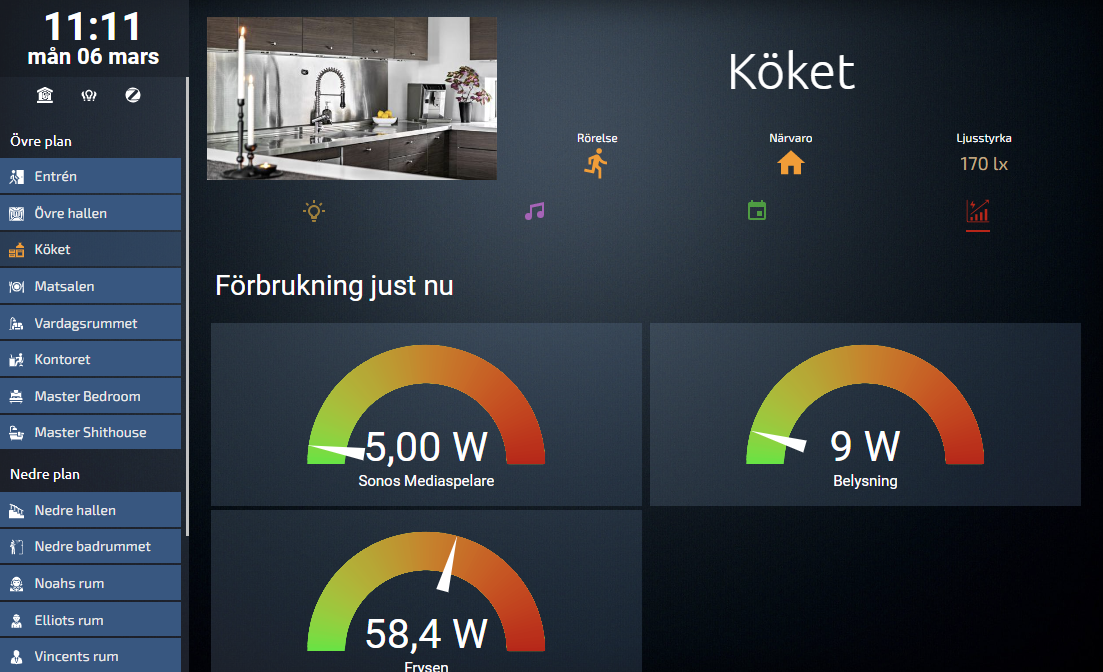 11:11
mån 06 mars
Övre plan
Entrén
Övre hallen
Köket
Matsalen
Vardagsrummet
Kontoret
Master Bedroom
Master Shithouse
Nedre plan
Nedre hallen
Nedre badrummet
Noahs rum
Elliots rum
Vincents rum
Köket
Rörelse
Närvaro
Ljusstyrka
170 lx
Förbrukning just nu
5,00 W
Sonos Mediaspelare
9 W
Belysning
58,4 W
Frysen